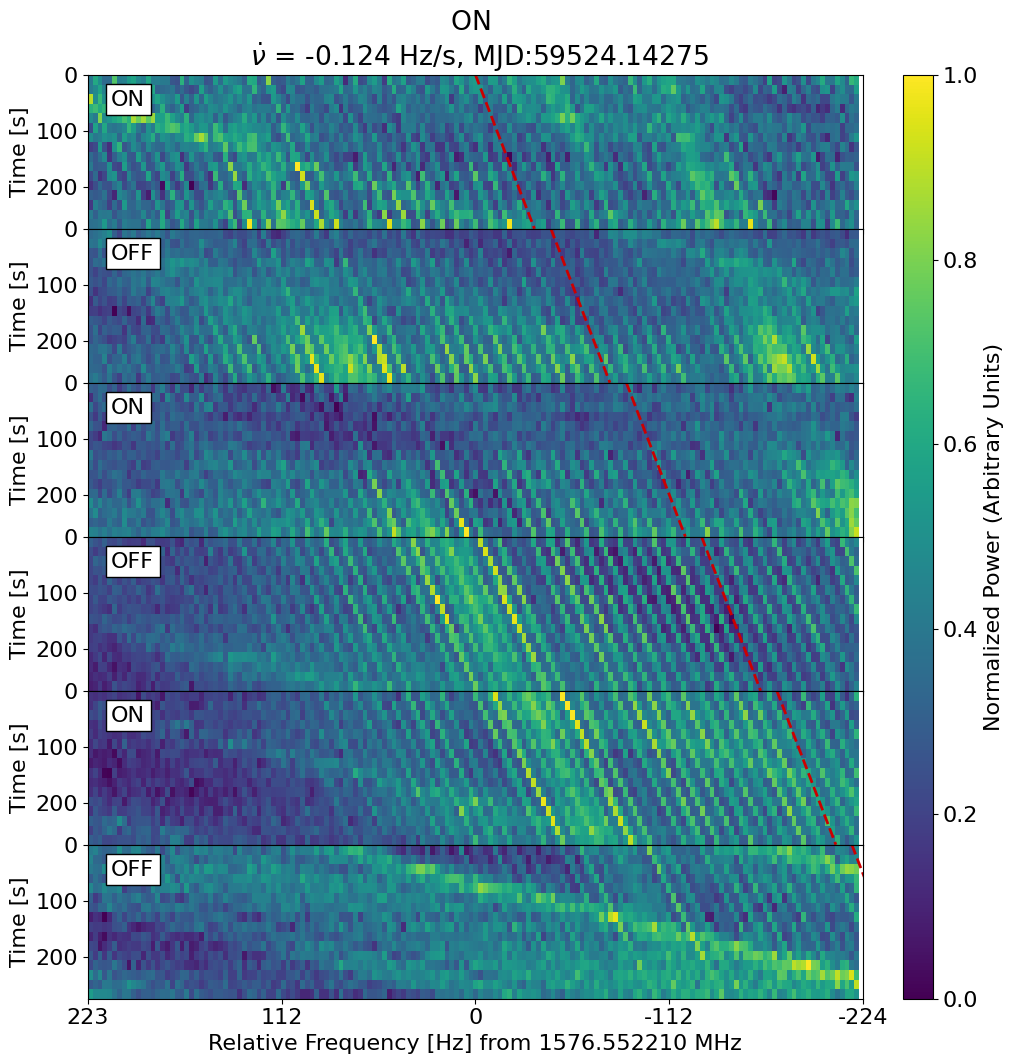 ON
ν̇ = -0.124 Hz/s, MJD:59524.14275
0
100
200
Time [s]
ON
0
100
200
Time [s]
OFF
0
100
200
Time [s]
ON
0
100
200
Time [s]
OFF
0
100
200
Time [s]
ON
0
100
200
Time [s]
OFF
223 112 0 -112 -224
Relative Frequency [Hz] from 1576.552210 MHz
1.0
0.8
0.6
0.4
0.2
0.0
Normalized Power (Arbitrary Units)